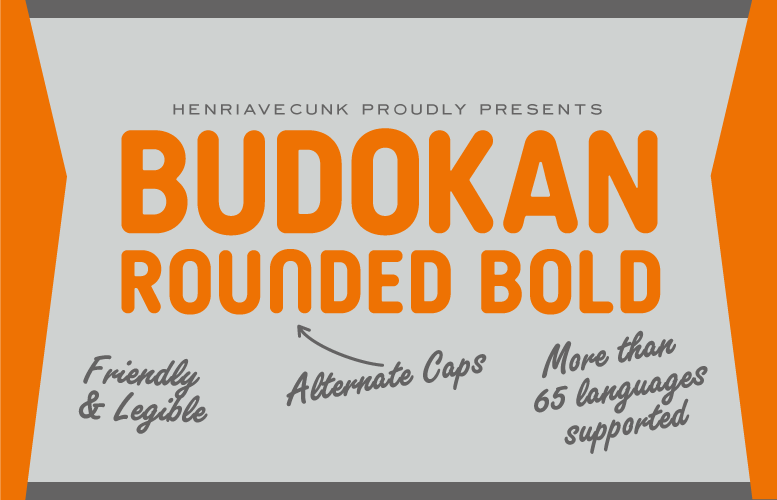 HENRIAVECUNK PROUDLY PRESENTS
BUDOKAN
ROUNDED BOLD
Friendly
& Legible
Alternate Caps
More than
65 languages
supported